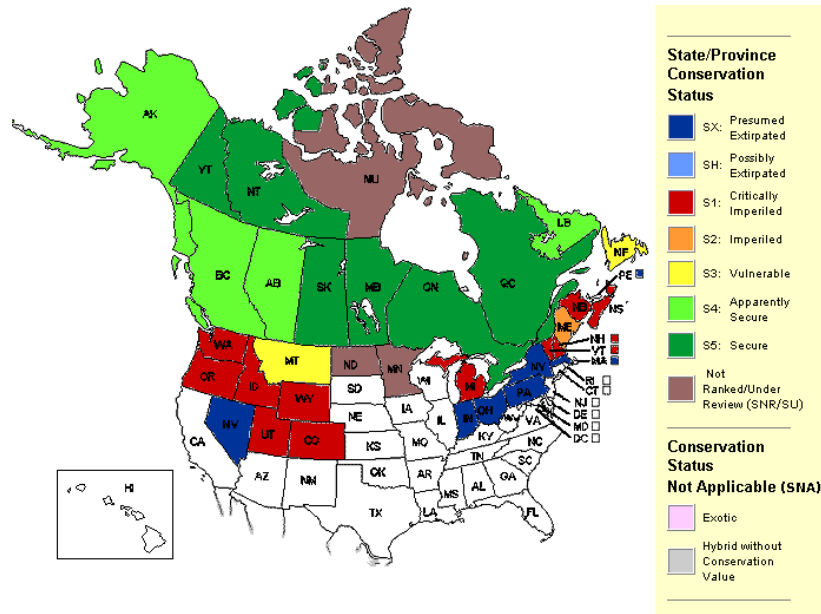 AK
YT
NT
NU
BC
AB
SK
MB
ON
QC
LB
NF
PE
NB
NS
ME
NH
VT
MA
RI
CT
NJ
DE
MD
DC
WA
OR
ID
MT
WY
ND
SD
MN
WI
MI
NY
PA
NV
UT
CO
NE
IA
IL
IN
OH
CA
KS
MO
KY
WV
VA
AZ
NM
OK
AR
TN
NC
SC
TX
LA
MS
AL
GA
FL
HI
State/Province
Conservation
Status
SX: Presumed
Extirpated
SH: Possibly
Extirpated
S1: Critically
Imperiled
S2: Imperiled
S3: Vulnerable
S4: Apparently
Secure
S5: Secure
Not
Ranked/Under
Review (SNR/SU)
Conservation
Status
Not Applicable (SNA)
Exotic
Hybrid without
Conservation
Value